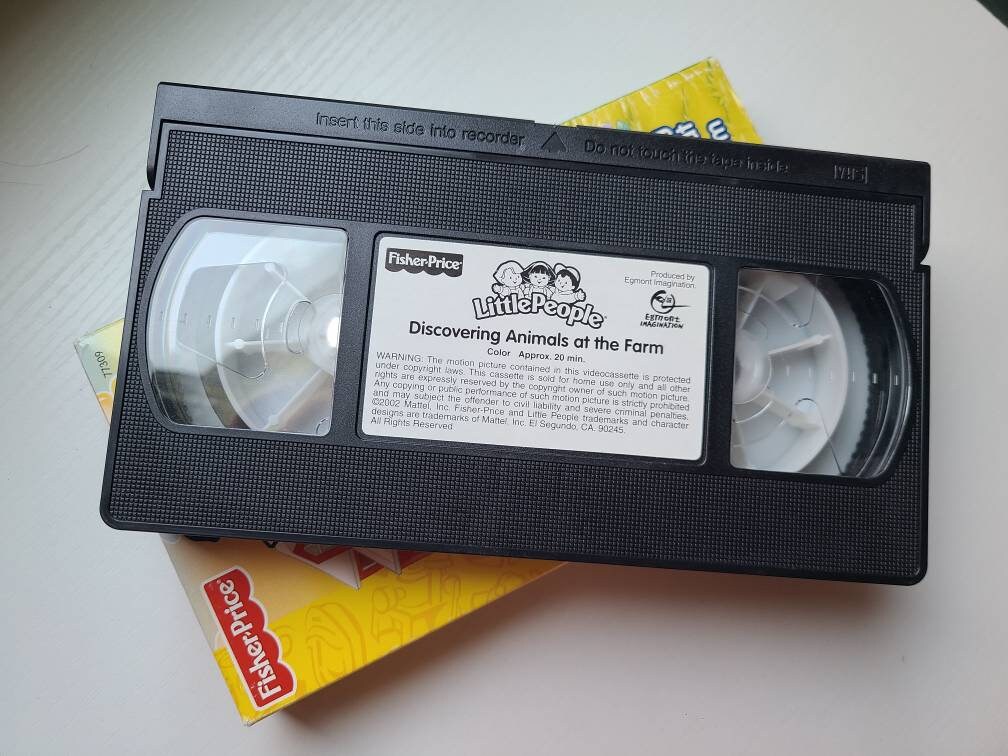 Insert this side into recorder
Do not touch the tape inside
VHS
Fisher-Price®
Little People®
Produced by
Egmont Imagination.
EGMONT
IMAGINATION
Discovering Animals at the Farm
Color Approx. 20 min.
WARNING: The motion picture contained in this videocassette is protected
under copyright laws. This cassette is sold for home use only and all other
rights are expressly reserved by the copyright owner of such motion picture.
Any copying or public performance of such motion picture is strictly prohibited
and may subject the offender to civil liability and severe criminal penalties.
©2002 Mattel, Inc. Fisher-Price and Little People trademarks and character
designs are trademarks of Mattel, Inc. El Segundo, CA. 90245.
All Rights Reserved
77309
Fisher-Price®